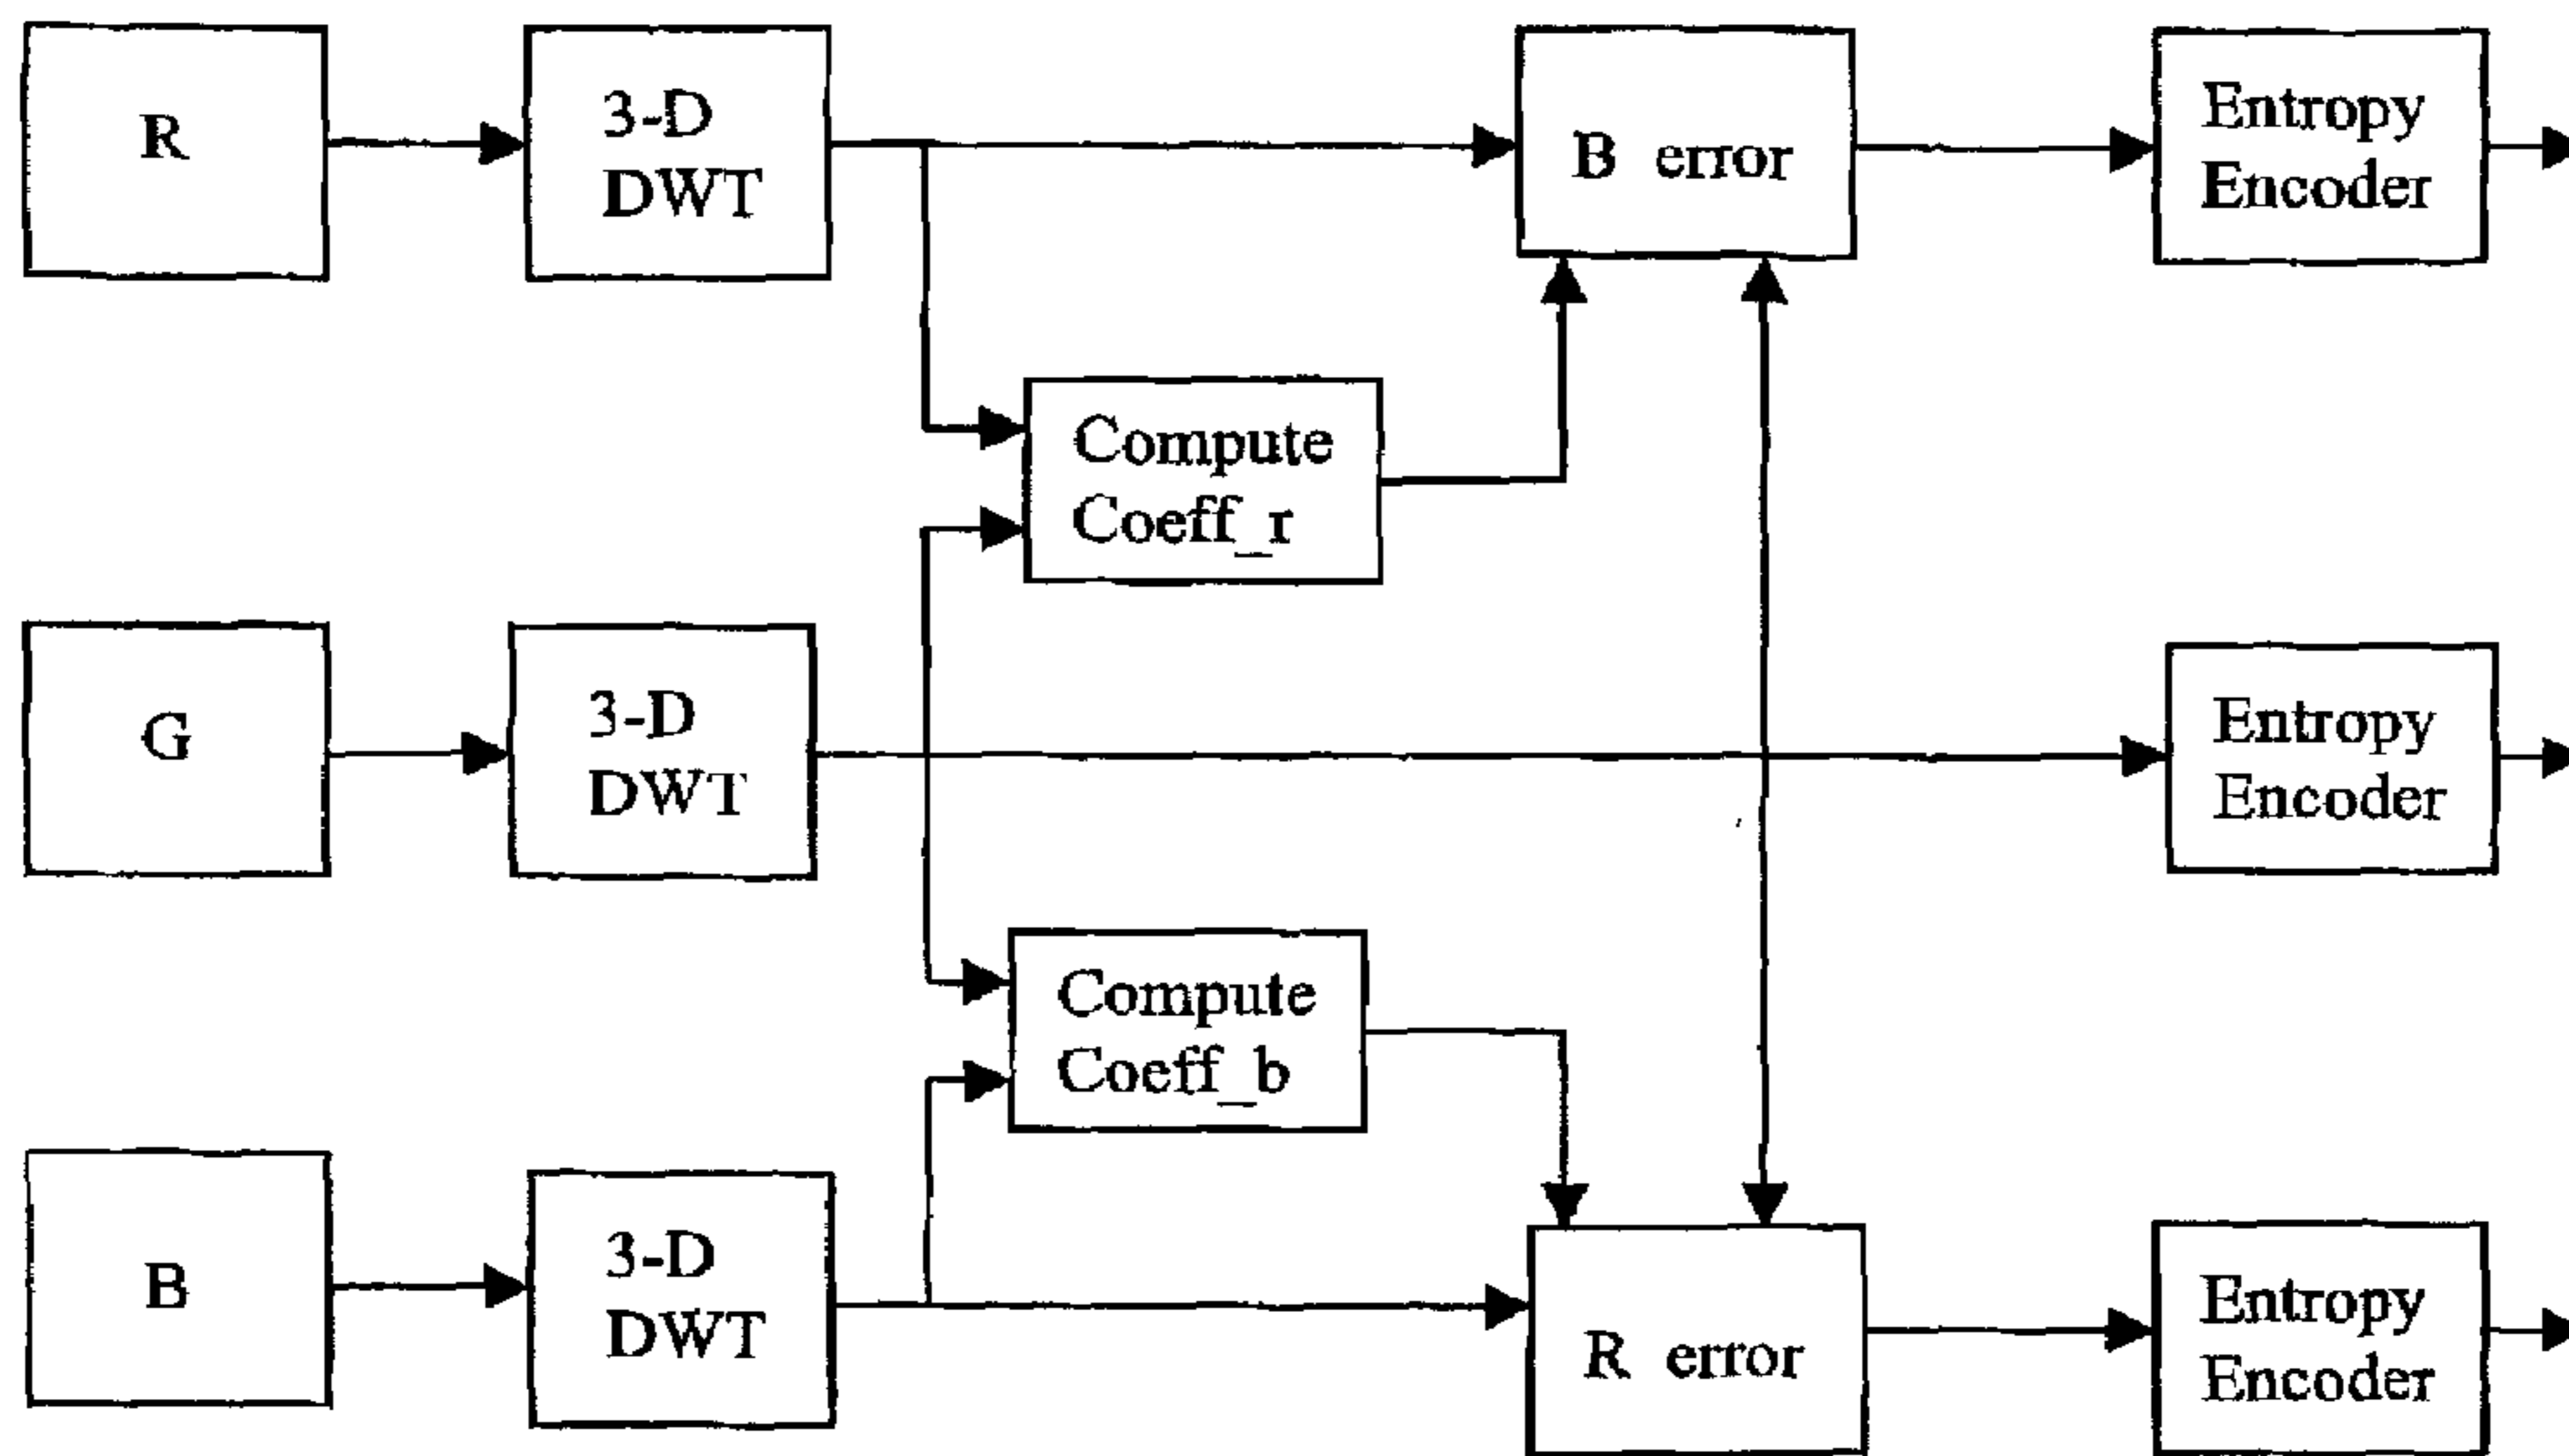 R
3-D
DWT
B error
Entropy
Encoder
Compute
Coeff_r
G
3-D
DWT
Entropy
Encoder
Compute
Coeff_b
B
3-D
DWT
R error
Entropy
Encoder